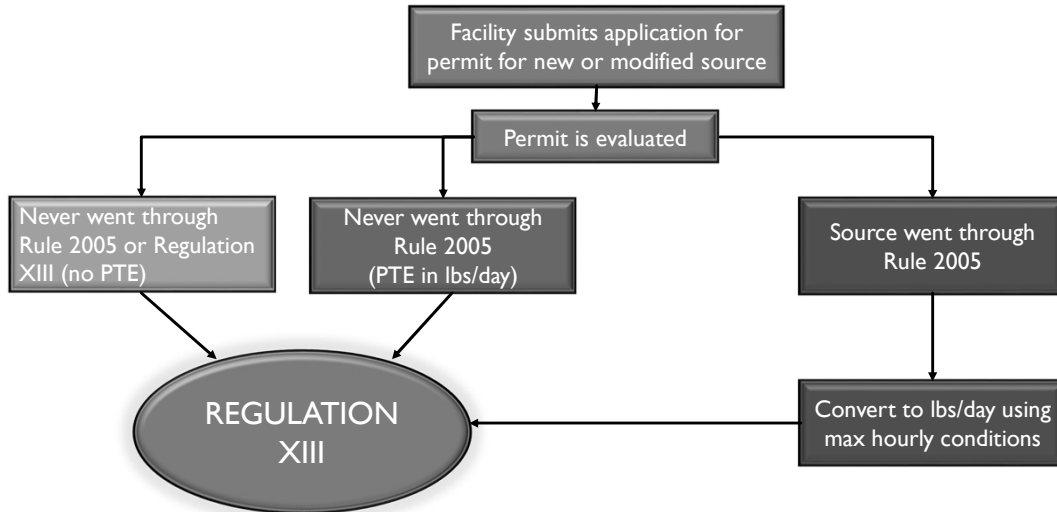 Facility submits application for
permit for new or modified source
Permit is evaluated
Never went through
Rule 2005 or Regulation
XIII (no PTE)
Never went through
Rule 2005
(PTE in lbs/day)
Source went through
Rule 2005
REGULATION
XIII
Convert to lbs/day using
max hourly conditions